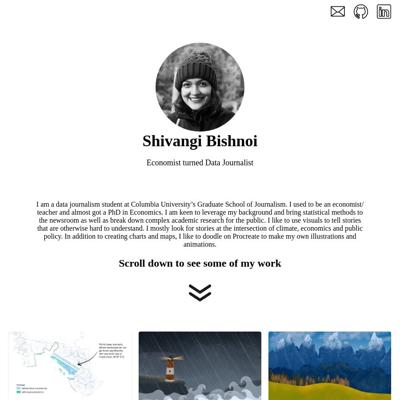 Shivangi Bishnoi
Economist turned Data Journalist
I am a data journalism student at Columbia University's Graduate School of Journalism. I used to be an economist/
teacher and almost got a PhD in Economics. I am keen to leverage my background and bring statistical methods to
the newsroom as well as break down complex academic research for the public. I like to use visuals to tell stories
that are otherwise hard to understand. I mostly look for stories at the intersection of climate, economics and public
policy. In addition to creating charts and maps, I like to doodle on Procreate to make my own illustrations and
animations.
Scroll down to see some of my work